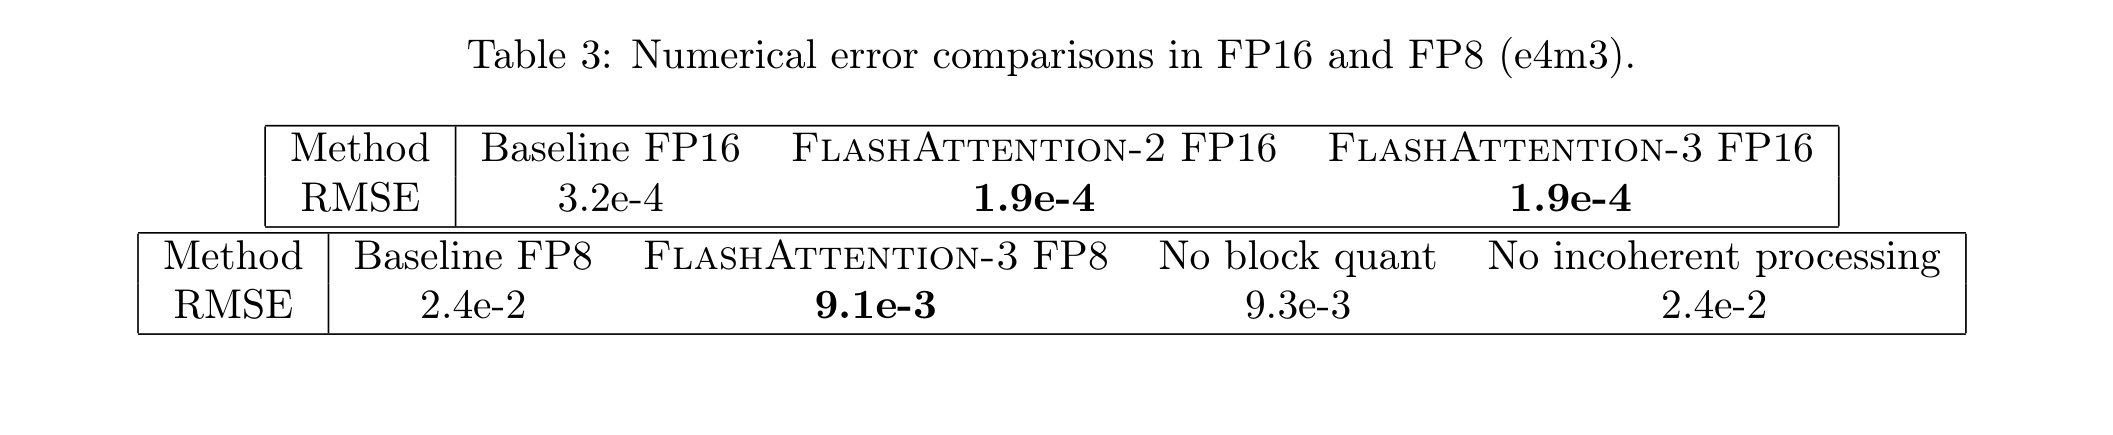 Table 3: Numerical error comparisons in FP16 and FP8 (e4m3).
Method Baseline FP16 FLASHATTENTION-2 FP16 FLASHATTENTION-3 FP16
RMSE 3.2e-4 1.9e-4 1.9e-4
Method Baseline FP8 FLASHATTENTION-3 FP8 No block quant No incoherent processing
RMSE 2.4e-2 9.1e-3 9.3e-3 2.4e-2